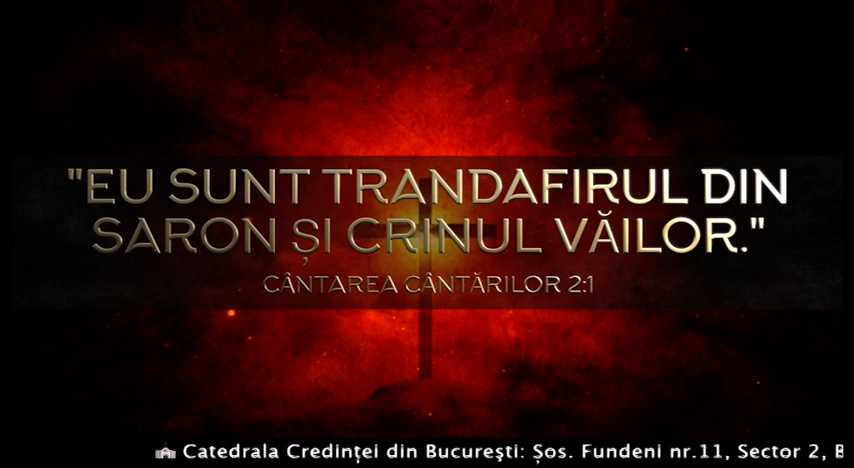 "EU SUNT TRANDAFIRUL DIN
SARON ȘI CRINUL VĂILOR."
CÂNTAREA CÂNTĂRILOR 2:1
Catedrala Credinței din Bucureşti: Șos. Fundeni nr.11, Sector 2, B